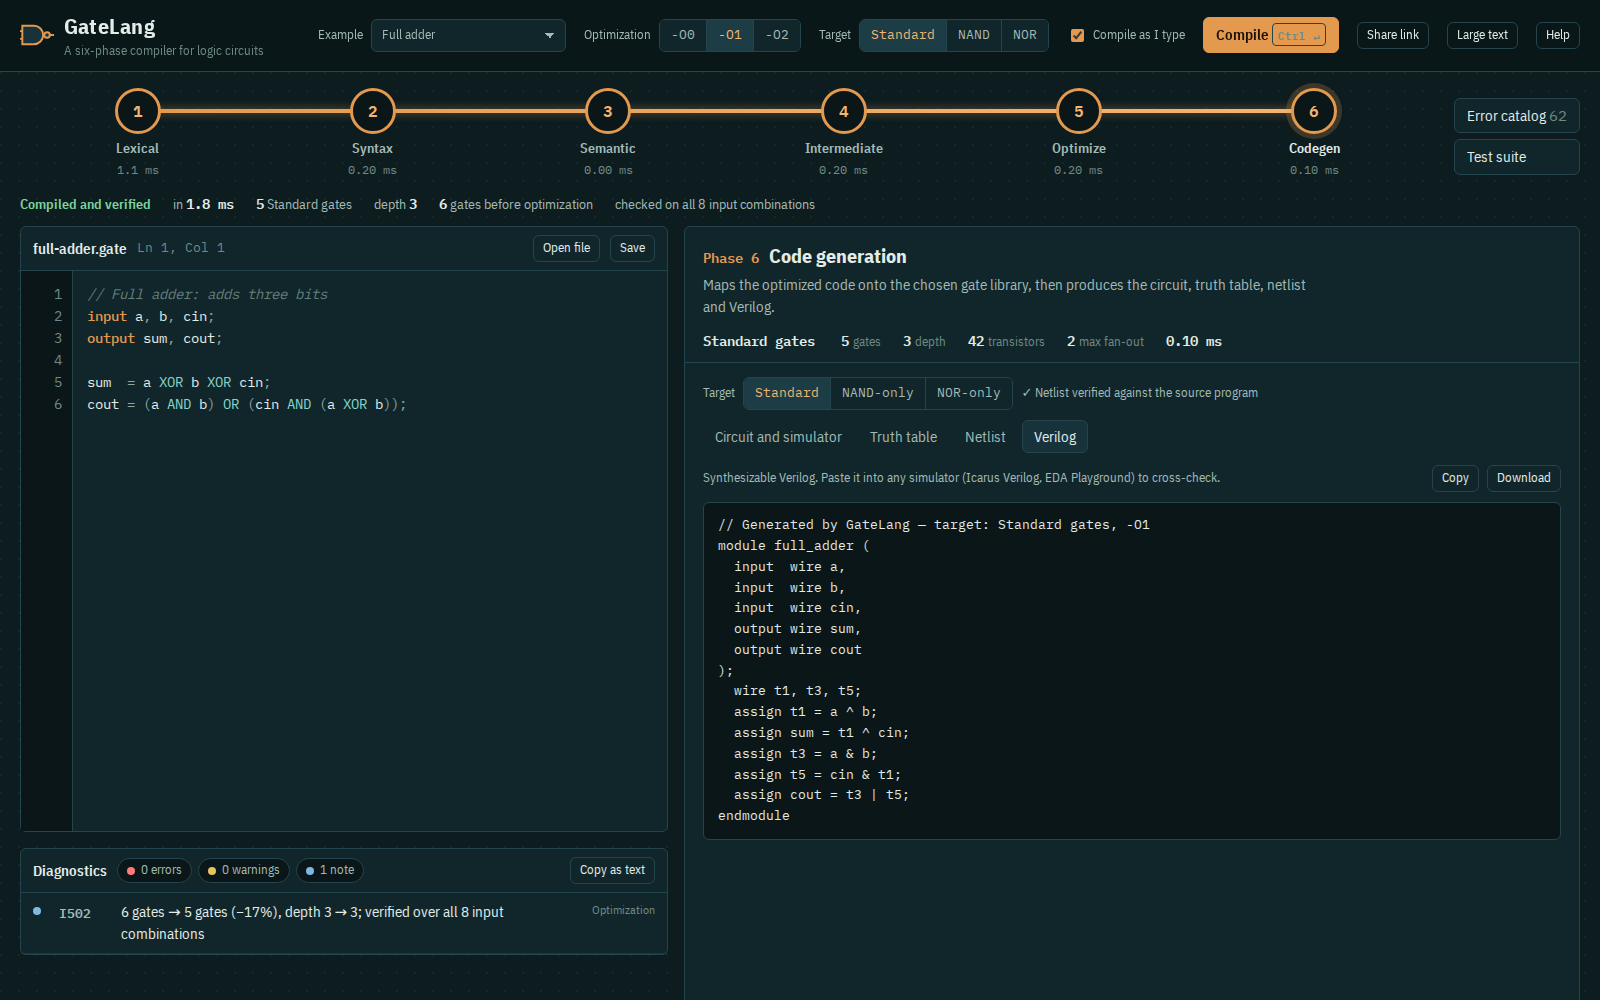 GateLang
A six-phase compiler for logic circuits
Example Full adder Optimization -O0 -O1 -O2 Target Standard NAND NOR Compile as I type Compile Ctrl ↵ Share link Large text Help
1 2 3 4 5 6
Lexical Syntax Semantic Intermediate Optimize Codegen
1.1 ms 0.20 ms 0.00 ms 0.20 ms 0.20 ms 0.10 ms
Error catalog 62
Test suite
Compiled and verified in 1.8 ms 5 Standard gates depth 3 6 gates before optimization checked on all 8 input combinations
full-adder.gate Ln 1, Col 1 Open file Save
1 // Full adder: adds three bits
2 input a, b, cin;
3 output sum, cout;
4
5 sum  = a XOR b XOR cin;
6 cout = (a AND b) OR (cin AND (a XOR b));
Diagnostics 0 errors 0 warnings 1 note Copy as text
I502 6 gates → 5 gates (−17%), depth 3 → 3; verified over all 8 input Optimization
combinations
Phase 6 Code generation
Maps the optimized code onto the chosen gate library, then produces the circuit, truth table, netlist
and Verilog.
Standard gates 5 gates 3 depth 42 transistors 2 max fan-out 0.10 ms
Target Standard NAND-only NOR-only ✓ Netlist verified against the source program
Circuit and simulator Truth table Netlist Verilog
Synthesizable Verilog. Paste it into any simulator (Icarus Verilog, EDA Playground) to cross-check. Copy Download
// Generated by GateLang — target: Standard gates, -O1
module full_adder (
  input  wire a,
  input  wire b,
  input  wire cin,
  output wire sum,
  output wire cout
);
  wire t1, t3, t5;
  assign t1 = a ^ b;
  assign sum = t1 ^ cin;
  assign t3 = a & b;
  assign t5 = cin & t1;
  assign cout = t3 | t5;
endmodule